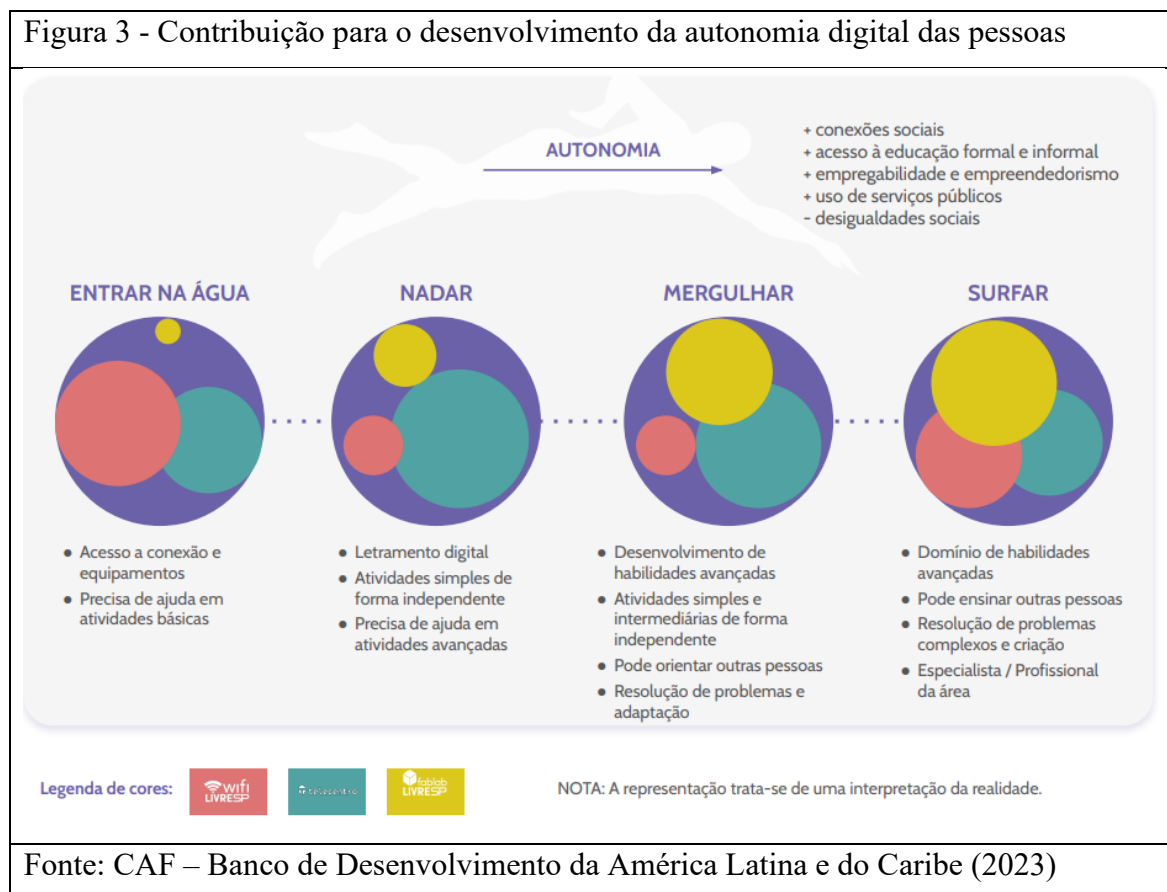 Figura 3 - Contribuição para o desenvolvimento da autonomia digital das pessoas
AUTONOMIA
+ conexões sociais
+ acesso à educação formal e informal
+ empregabilidade e empreendedorismo
+ uso de serviços públicos
- desigualdades sociais
ENTRAR NA ÁGUA
● Acesso a conexão e
equipamentos
● Precisa de ajuda em
atividades básicas
NADAR
● Letramento digital
● Atividades simples de
forma independente
● Precisa de ajuda em
atividades avançadas
MERGULHAR
● Desenvolvimento de
habilidades avançadas
● Atividades simples e
intermediárias de forma
independente
● Pode orientar outras pessoas
● Resolução de problemas e
adaptação
SURFAR
● Domínio de habilidades
avançadas
● Pode ensinar outras pessoas
● Resolução de problemas
complexos e criação
● Especialista / Profissional
da área
Legenda de cores:
wifi
LIVRESP
telecentro
fablab
LIVRESP
NOTA: A representação trata-se de uma interpretação da realidade.
Fonte: CAF – Banco de Desenvolvimento da América Latina e do Caribe (2023)